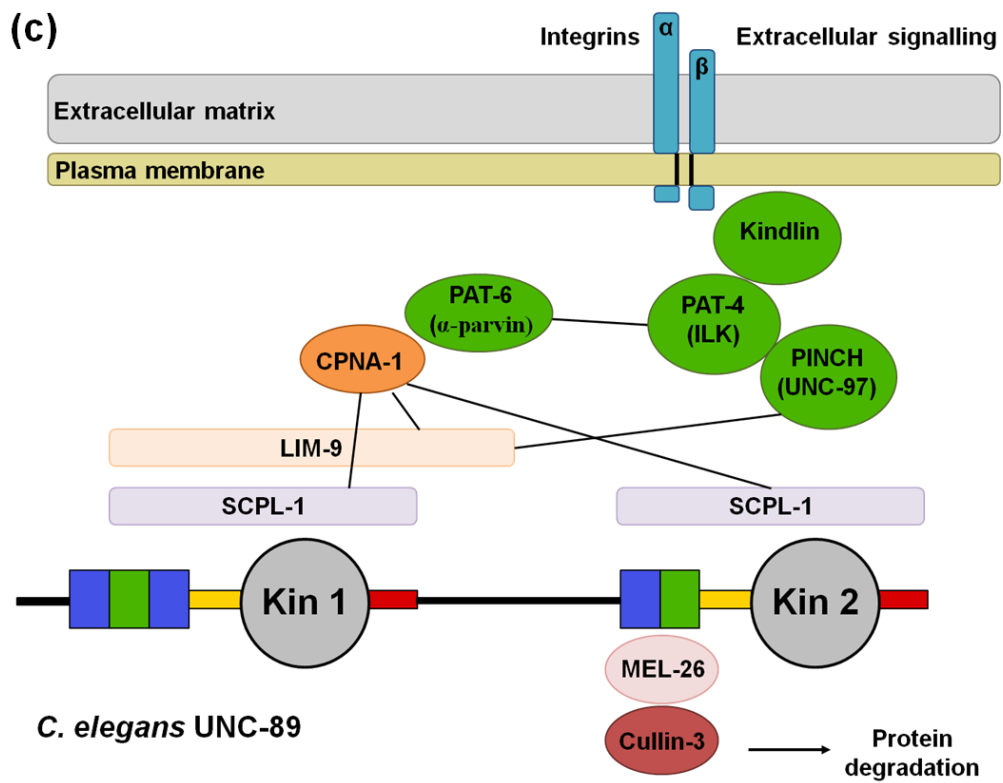 (c)
Integrins
α
β
Extracellular signalling
Extracellular matrix
Plasma membrane
Kindlin
PAT-6
(α-parvin)
PAT-4
(ILK)
CPNA-1
PINCH
(UNC-97)
LIM-9
SCPL-1
SCPL-1
Kin 1
Kin 2
MEL-26
C. elegans UNC-89
Cullin-3
Protein
degradation